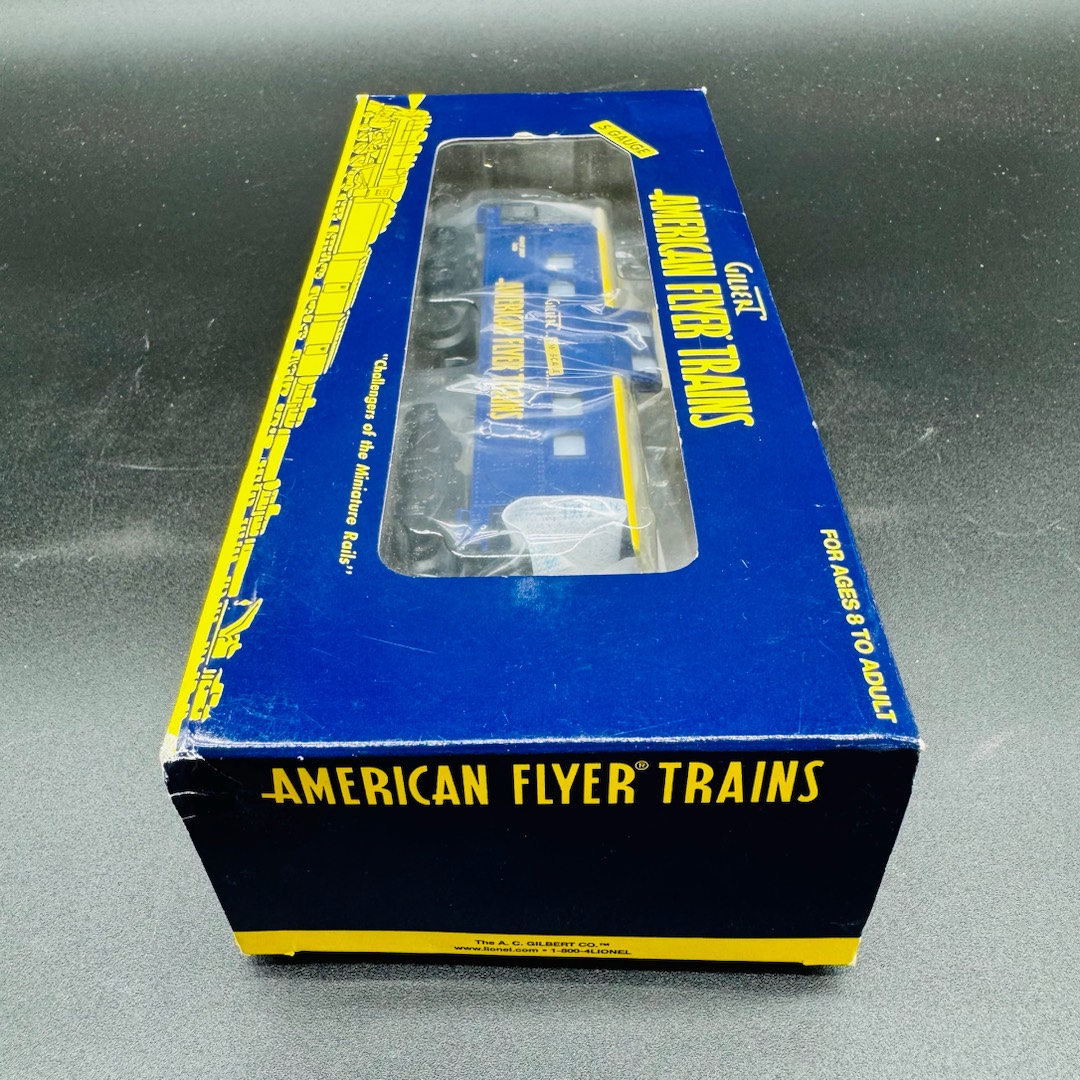 S GAUGE
GILBERT
AMERICAN FLYER TRAINS
GILBERT
AMERICAN FLYER TRAINS
"Challengers of the Miniature Rails"
FOR AGES 8 TO ADULT
AMERICAN FLYER® TRAINS
The A. C. GILBERT CO.™
www.lionel.com • 1-800-4LIONEL